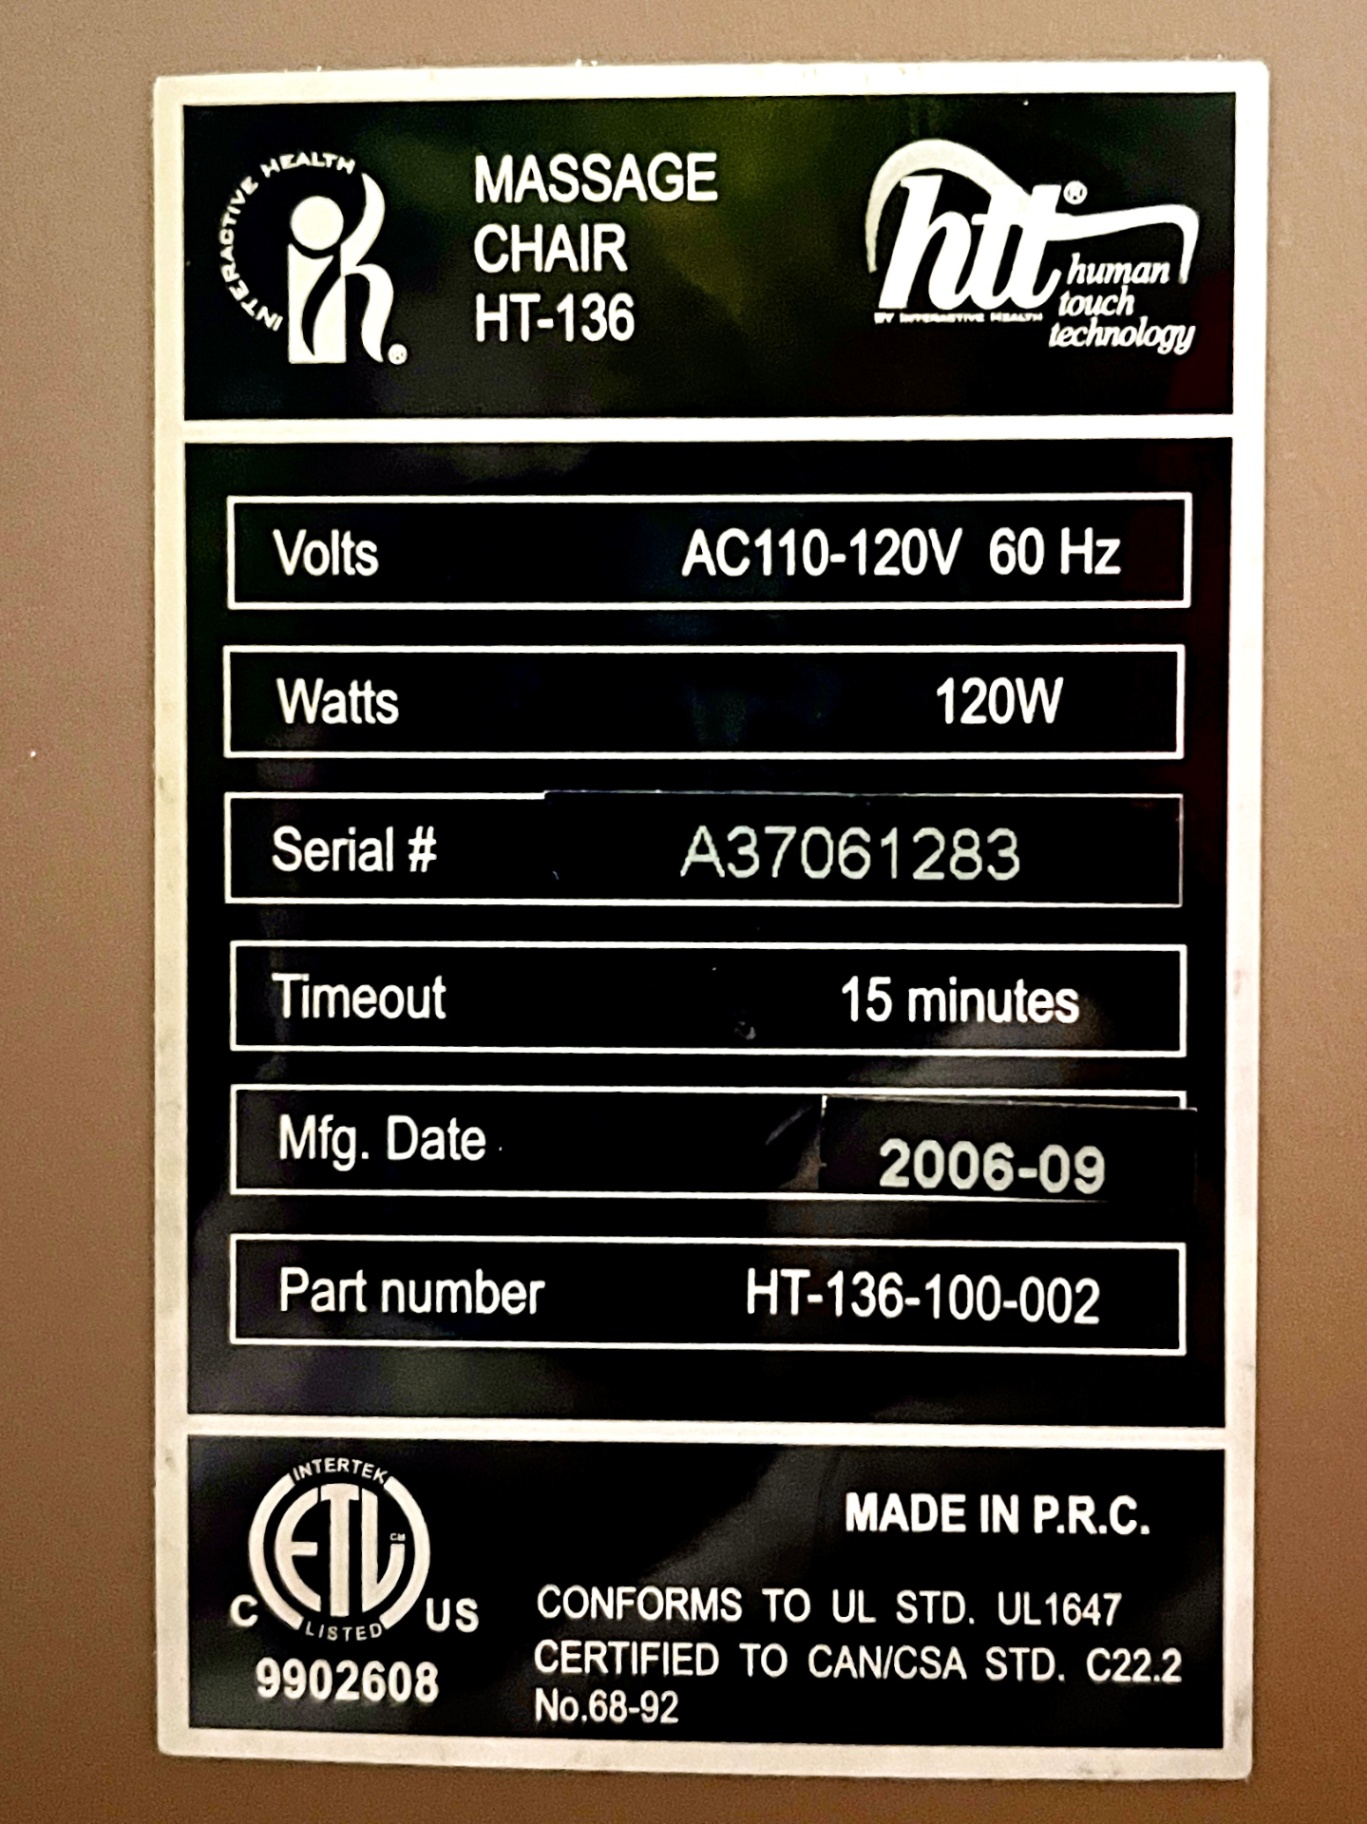 INTERACTIVE HEALTH
ih®
MASSAGE
CHAIR
HT-136
htt®
human
touch
technology
BY INTERACTIVE HEALTH
Volts AC110-120V 60 Hz
Watts 120W
Serial # A37061283
Timeout 15 minutes
Mfg. Date 2006-09
Part number HT-136-100-002
INTERTEK
ETL CM
LISTED
C US
9902608
MADE IN P.R.C.
CONFORMS TO UL STD. UL1647
CERTIFIED TO CAN/CSA STD. C22.2
No.68-92